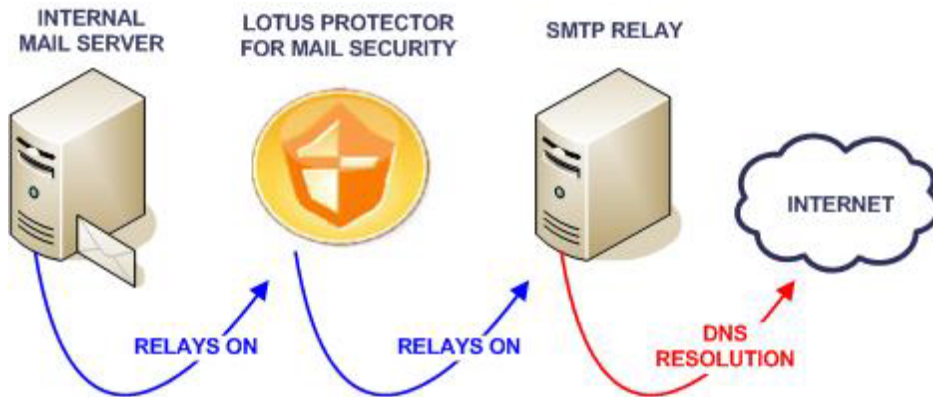 INTERNAL
MAIL SERVER
LOTUS PROTECTOR
FOR MAIL SECURITY
SMTP RELAY
INTERNET
RELAYS ON
RELAYS ON
DNS
RESOLUTION